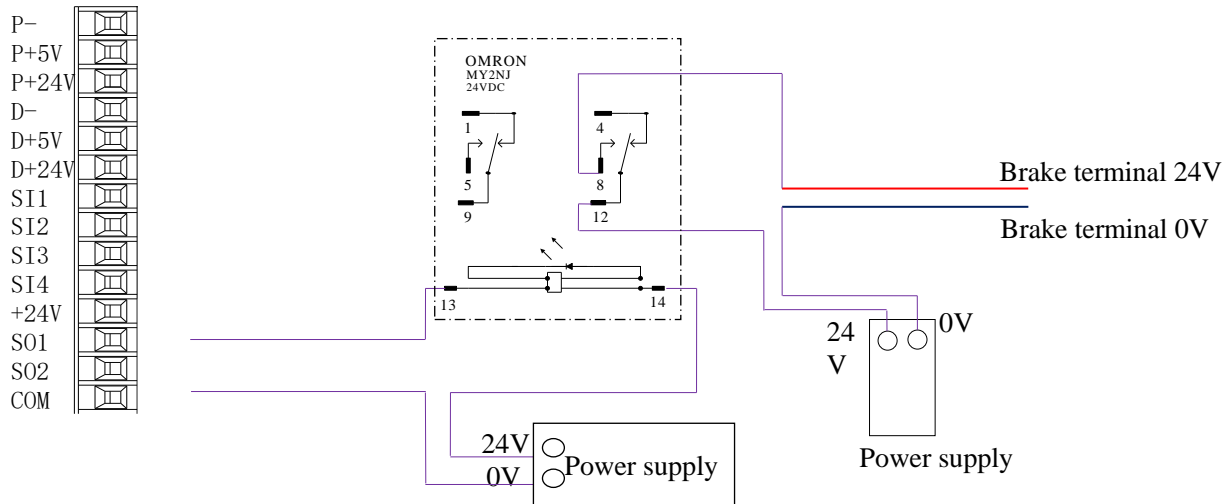 P-
P+5V
P+24V
D-
D+5V
D+24V
SI1
SI2
SI3
SI4
+24V
SO1
SO2
COM
OMRON
MY2NJ
24VDC
1
4
5
8
9
12
13
14
Brake terminal 24V
Brake terminal 0V
24
V
0V
Power supply
24V
0V
Power supply